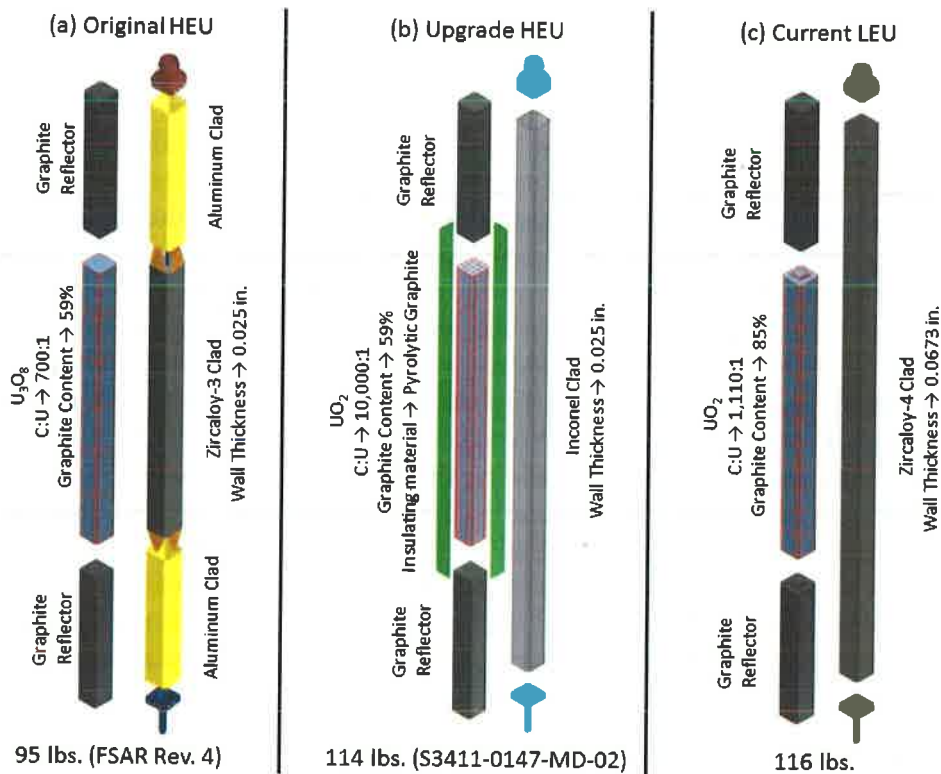 (a) Original HEU
Graphite
Reflector
Aluminum Clad
U₃O₈
C:U → 700:1
Graphite Content → 59%
Zircaloy-3 Clad
Wall Thickness → 0.025 in.
Graphite
Reflector
Aluminum Clad
95 lbs. (FSAR Rev. 4)
(b) Upgrade HEU
Graphite
Reflector
UO₂
C:U → 10,000:1
Graphite Content → 59%
Insulating material → Pyrolytic Graphite
Inconel Clad
Wall Thickness → 0.025 in.
Graphite
Reflector
114 lbs. (S3411-0147-MD-02)
(c) Current LEU
Graphite
Reflector
UO₂
C:U → 1,110:1
Graphite Content → 85%
Zircaloy-4 Clad
Wall Thickness → 0.0673 in.
Graphite
Reflector
116 lbs.